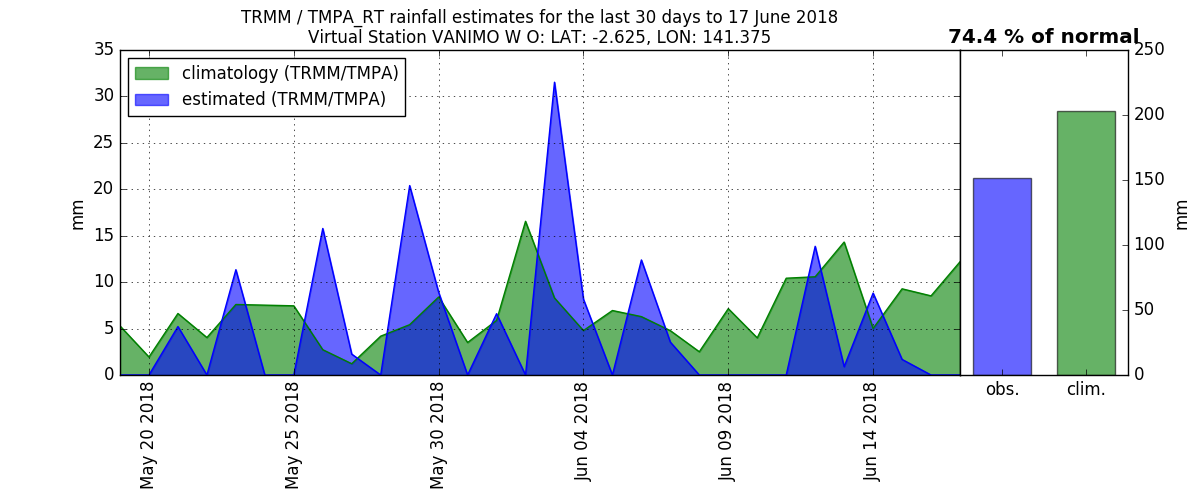 TRMM / TMPA_RT rainfall estimates for the last 30 days to 17 June 2018
Virtual Station VANIMO W O: LAT: -2.625, LON: 141.375
74.4 % of normal
climatology (TRMM/TMPA)
estimated (TRMM/TMPA)
mm
35
30
25
20
15
10
5
0
May 20 2018
May 25 2018
May 30 2018
Jun 04 2018
Jun 09 2018
Jun 14 2018
250
200
150
100
50
0
mm
obs.
clim.